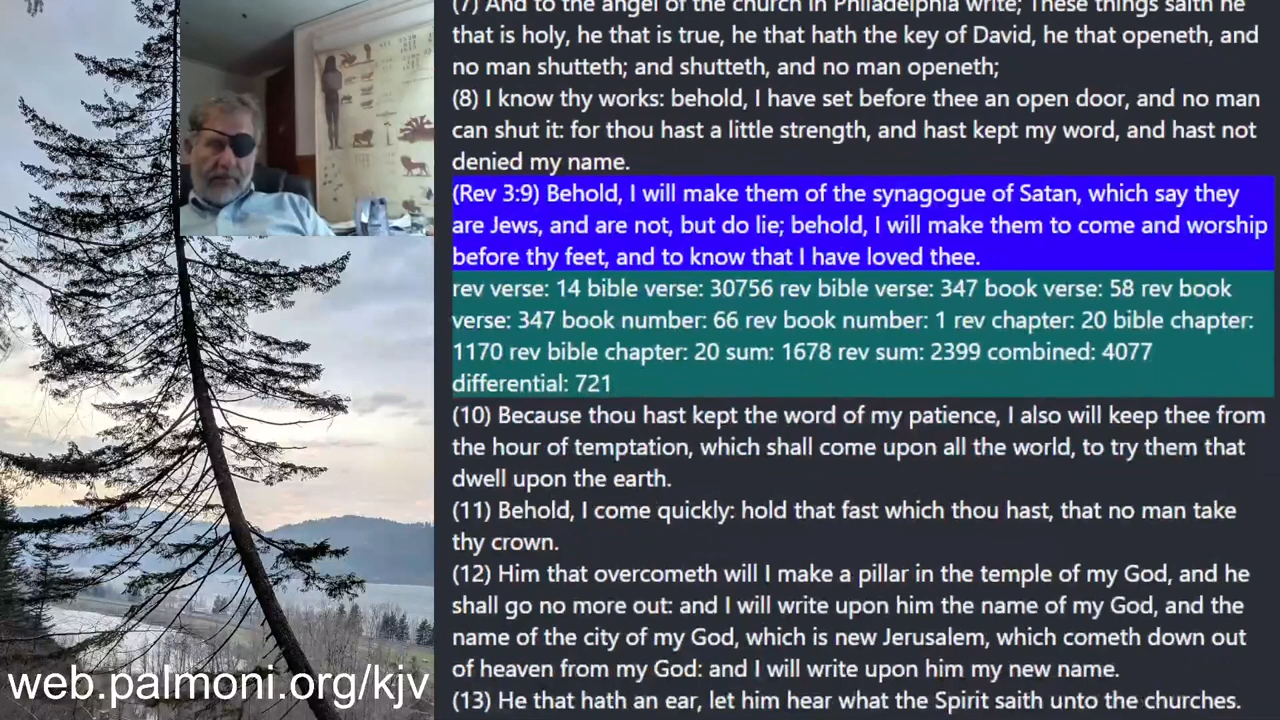 (7) And to the angel of the church in Philadelphia write; These things saith he
that is holy, he that is true, he that hath the key of David, he that openeth, and
no man shutteth; and shutteth, and no man openeth;
(8) I know thy works: behold, I have set before thee an open door, and no man
can shut it: for thou hast a little strength, and hast kept my word, and hast not
denied my name.
(Rev 3:9) Behold, I will make them of the synagogue of Satan, which say they
are Jews, and are not, but do lie; behold, I will make them to come and worship
before thy feet, and to know that I have loved thee.
rev verse: 14 bible verse: 30756 rev bible verse: 347 book verse: 58 rev book
verse: 347 book number: 66 rev book number: 1 rev chapter: 20 bible chapter:
1170 rev bible chapter: 20 sum: 1678 rev sum: 2399 combined: 4077
differential: 721
(10) Because thou hast kept the word of my patience, I also will keep thee from
the hour of temptation, which shall come upon all the world, to try them that
dwell upon the earth.
(11) Behold, I come quickly: hold that fast which thou hast, that no man take
thy crown.
(12) Him that overcometh will I make a pillar in the temple of my God, and he
shall go no more out: and I will write upon him the name of my God, and the
name of the city of my God, which is new Jerusalem, which cometh down out
of heaven from my God: and I will write upon him my new name.
(13) He that hath an ear, let him hear what the Spirit saith unto the churches.
web.palmoni.org/kjv